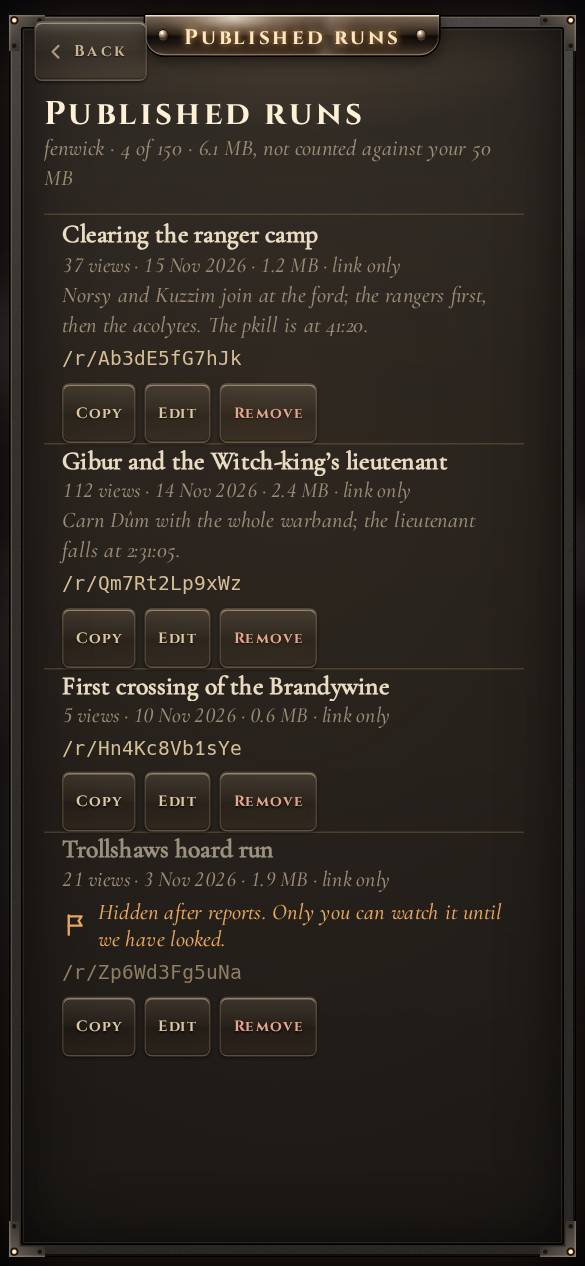 Back
Published runs
Published runs
fenwick · 4 of 150 · 6.1 MB, not counted against your 50
MB
Clearing the ranger camp
37 views · 15 Nov 2026 · 1.2 MB · link only
Norsy and Kuzzim join at the ford; the rangers first,
then the acolytes. The pkill is at 41:20.
/r/Ab3dE5fG7hJk
Copy Edit Remove
Gibur and the Witch-king’s lieutenant
112 views · 14 Nov 2026 · 2.4 MB · link only
Carn Dûm with the whole warband; the lieutenant
falls at 2:31:05.
/r/Qm7Rt2Lp9xWz
Copy Edit Remove
First crossing of the Brandywine
5 views · 10 Nov 2026 · 0.6 MB · link only
/r/Hn4Kc8Vb1sYe
Copy Edit Remove
Trollshaws hoard run
21 views · 3 Nov 2026 · 1.9 MB · link only
Hidden after reports. Only you can watch it until
we have looked.
/r/Zp6Wd3Fg5uNa
Copy Edit Remove